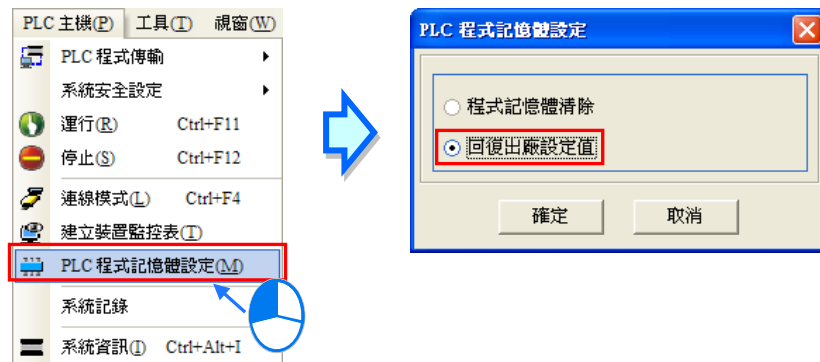 PLC 主機(P) 工具(T) 視窗(W)
PLC 程式傳輸
系統安全設定
運行(R) Ctrl+F11
停止(S) Ctrl+F12
連線模式(L) Ctrl+F4
建立裝置監控表(T)
PLC 程式記憶體設定(M)
系統記錄
系統資訊(I) Ctrl+Alt+I
PLC 程式記憶體設定
程式記憶體清除
回復出廠設定值
確定 取消